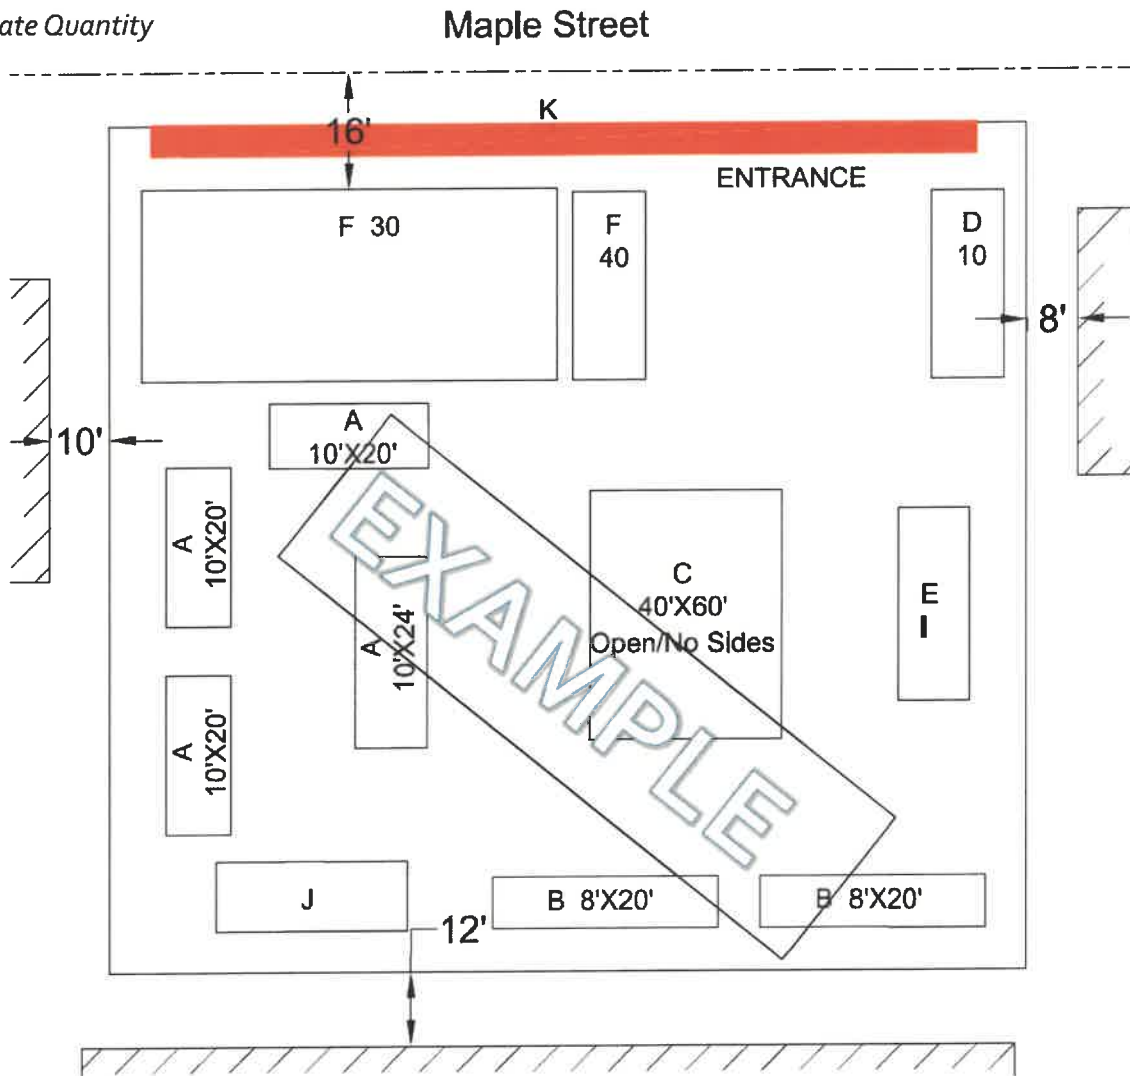 ate Quantity
Maple Street
K
16'
ENTRANCE
F 30
F
40
D
10
8'
10'
A
10'X20'
A
10'X20'
A
10'X24'
C
40'X60'
Open/No Sides
E
I
A
10'X20'
EXAMPLE
J
B 8'X20'
B 8'X20'
12'